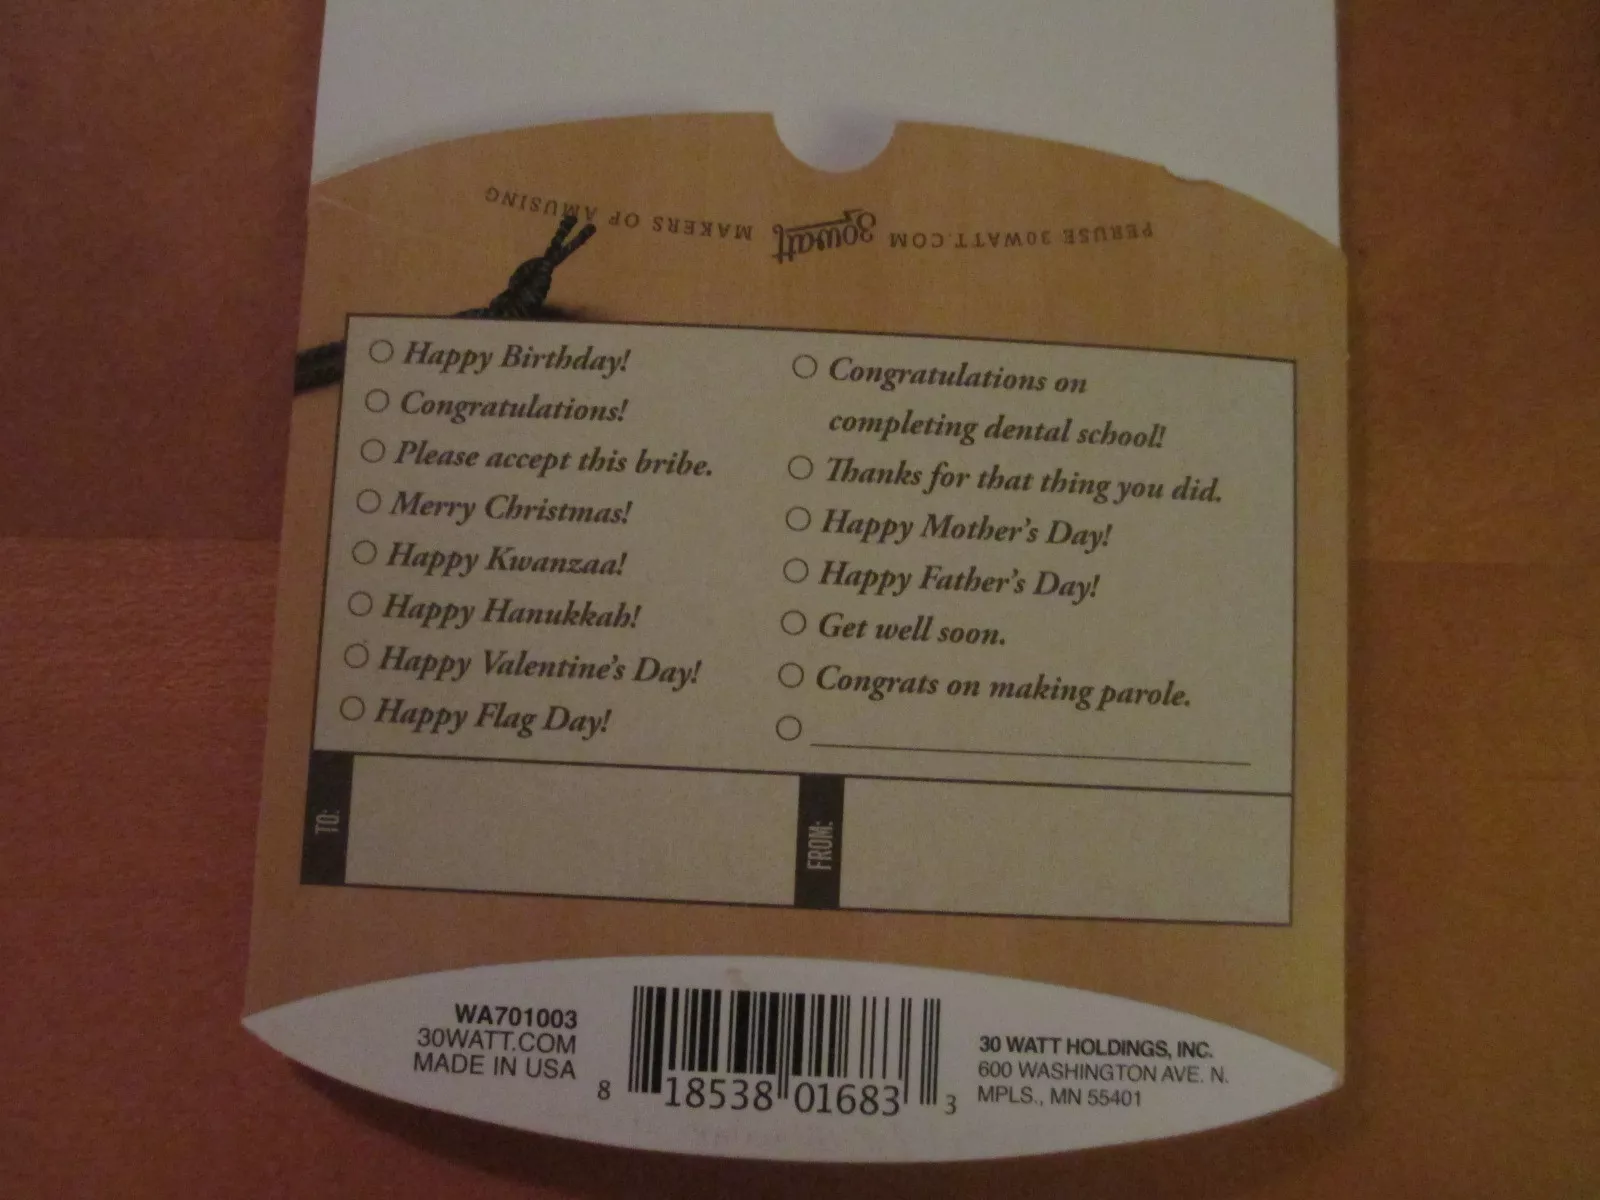 PERUSE 30WATT.COM 30watt MAKERS OF AMUSING
Happy Birthday!
Congratulations!
Please accept this bribe.
Merry Christmas!
Happy Kwanzaa!
Happy Hanukkah!
Happy Valentine's Day!
Happy Flag Day!
Congratulations on
completing dental school!
Thanks for that thing you did.
Happy Mother's Day!
Happy Father's Day!
Get well soon.
Congrats on making parole.
TO:
FROM:
WA701003
30WATT.COM
MADE IN USA
8 18538 01683 3
30 WATT HOLDINGS, INC.
600 WASHINGTON AVE. N.
MPLS., MN 55401